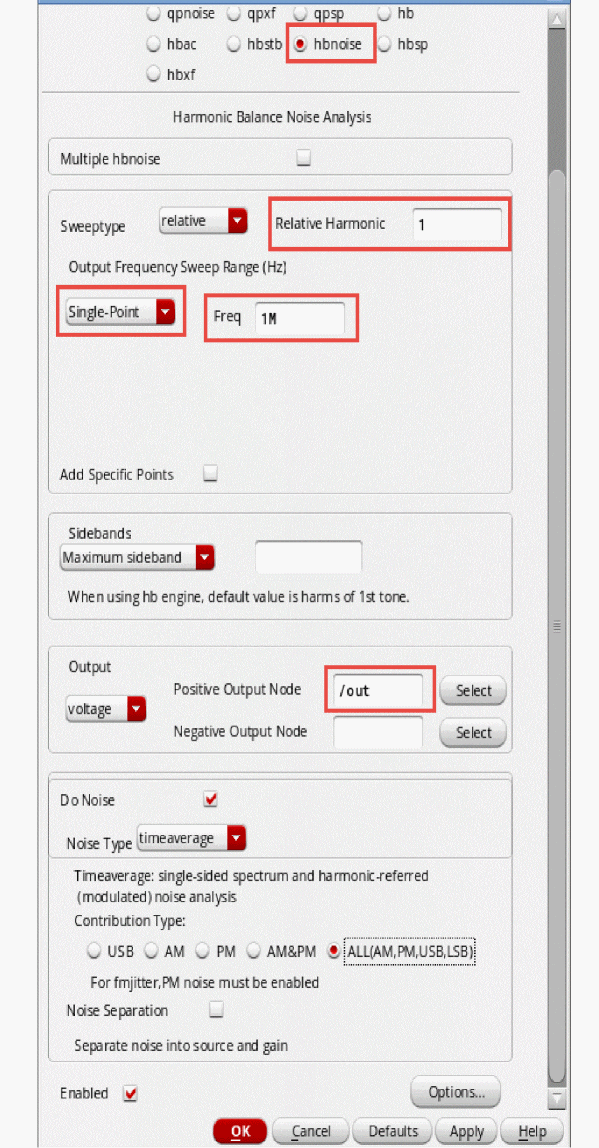 qpnoise qpxf qpsp hb
hbac hbstb hbnoise hbsp
hbxf
Harmonic Balance Noise Analysis
Multiple hbnoise
Sweeptype relative Relative Harmonic 1
Output Frequency Sweep Range (Hz)
Single-Point Freq 1M
Add Specific Points
Sidebands
Maximum sideband
When using hb engine, default value is harms of 1st tone.
Output
Positive Output Node /out Select
voltage
Negative Output Node Select
Do Noise
Noise Type timeaverage
Timeaverage: single-sided spectrum and harmonic-referred
(modulated) noise analysis
Contribution Type:
USB AM PM AM&PM ALL(AM,PM,USB,LSB)
For fmjitter,PM noise must be enabled
Noise Separation
Separate noise into source and gain
Enabled Options...
OK Cancel Defaults Apply Help